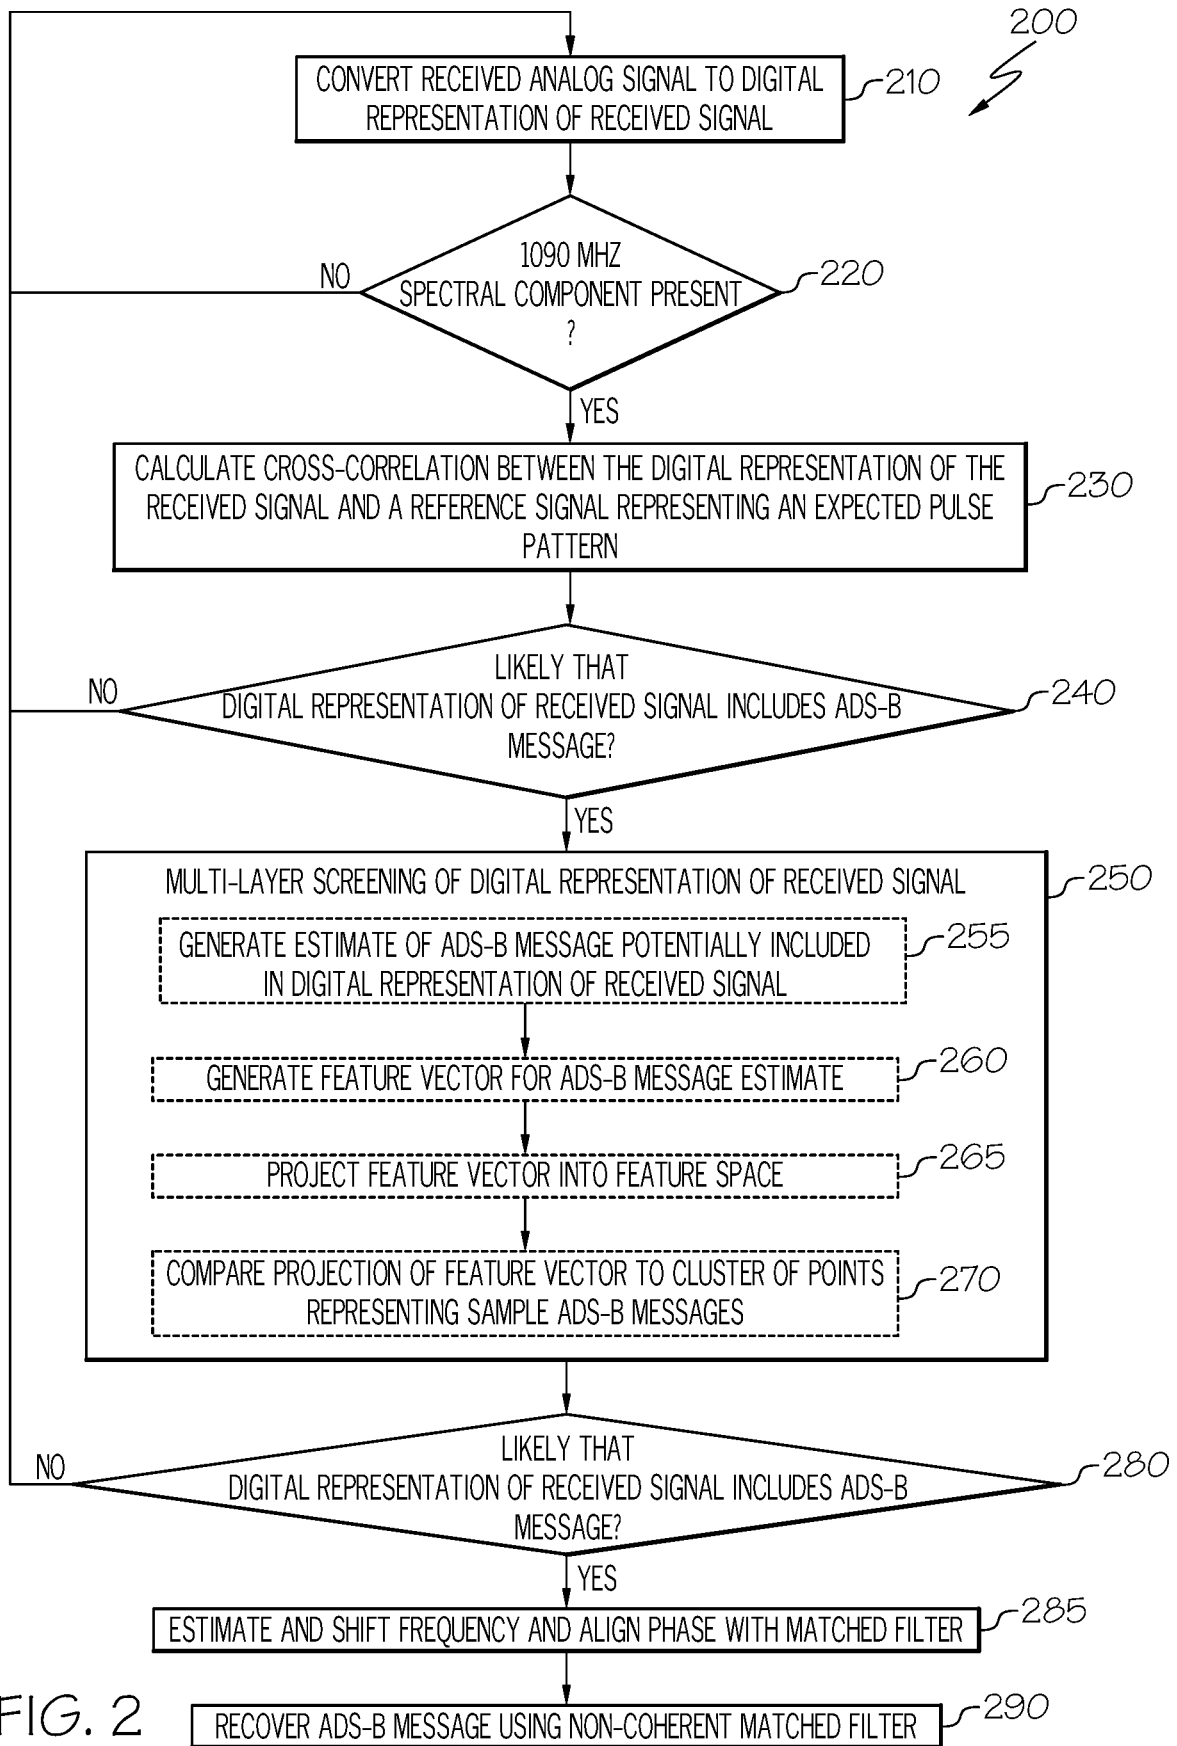 200
CONVERT RECEIVED ANALOG SIGNAL TO DIGITAL
REPRESENTATION OF RECEIVED SIGNAL
210
1090 MHZ
SPECTRAL COMPONENT PRESENT
?
220
NO
YES
CALCULATE CROSS-CORRELATION BETWEEN THE DIGITAL REPRESENTATION OF THE
RECEIVED SIGNAL AND A REFERENCE SIGNAL REPRESENTING AN EXPECTED PULSE
PATTERN
230
LIKELY THAT
DIGITAL REPRESENTATION OF RECEIVED SIGNAL INCLUDES ADS-B
MESSAGE?
240
NO
YES
MULTI-LAYER SCREENING OF DIGITAL REPRESENTATION OF RECEIVED SIGNAL
250
GENERATE ESTIMATE OF ADS-B MESSAGE POTENTIALLY INCLUDED
IN DIGITAL REPRESENTATION OF RECEIVED SIGNAL
255
GENERATE FEATURE VECTOR FOR ADS-B MESSAGE ESTIMATE
260
PROJECT FEATURE VECTOR INTO FEATURE SPACE
265
COMPARE PROJECTION OF FEATURE VECTOR TO CLUSTER OF POINTS
REPRESENTING SAMPLE ADS-B MESSAGES
270
LIKELY THAT
DIGITAL REPRESENTATION OF RECEIVED SIGNAL INCLUDES ADS-B
MESSAGE?
280
NO
YES
ESTIMATE AND SHIFT FREQUENCY AND ALIGN PHASE WITH MATCHED FILTER
285
RECOVER ADS-B MESSAGE USING NON-COHERENT MATCHED FILTER
290
FIG. 2